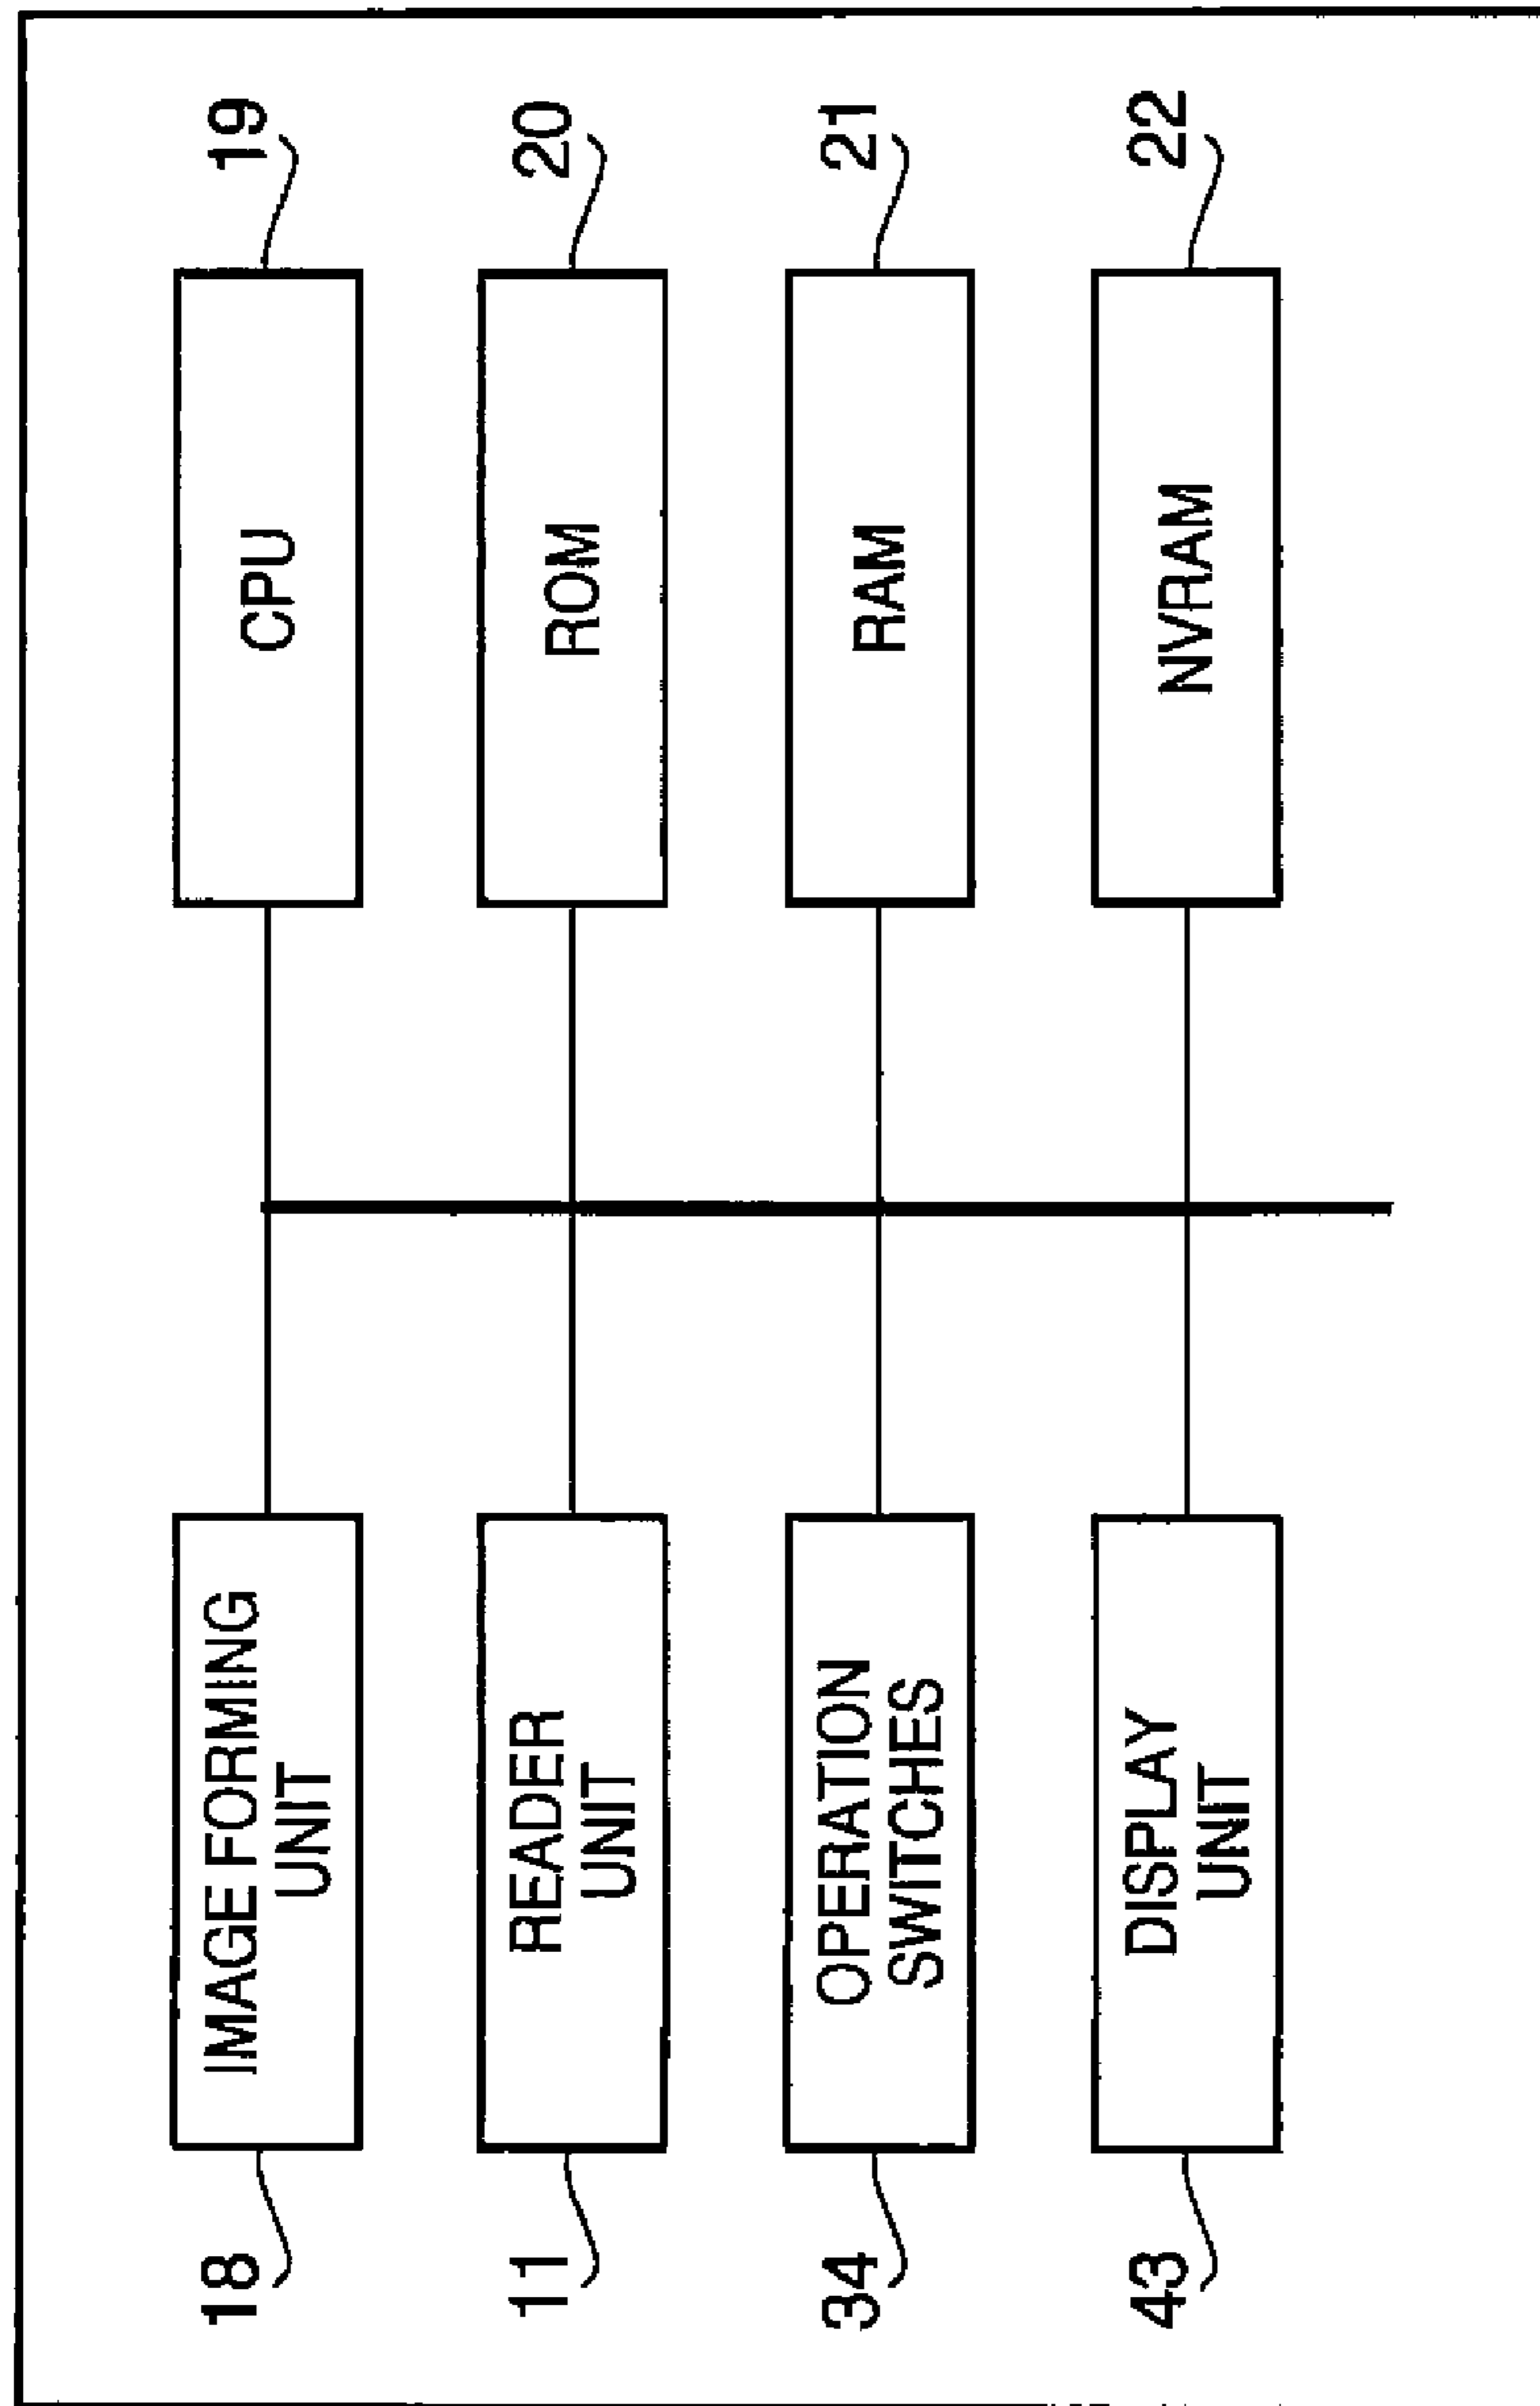 18
IMAGE FORMING
UNIT
CPU
19
11
READER
UNIT
ROM
20
34
OPERATION
SWITCHES
RAM
21
43
DISPLAY
UNIT
NVRAM
22